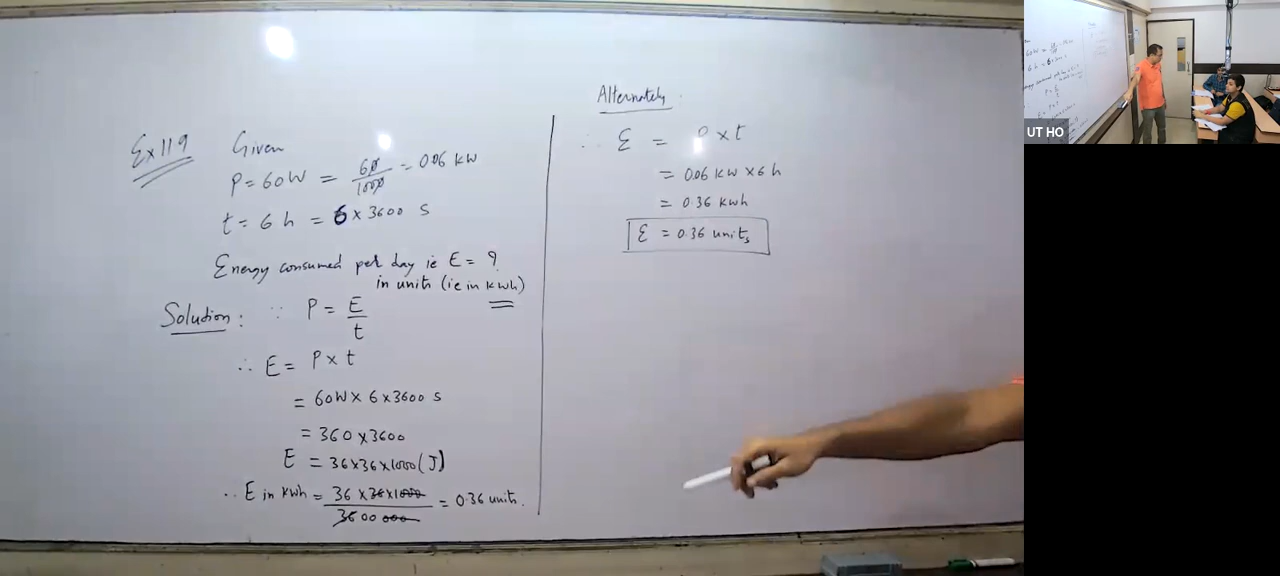 Ex 119 Given
P = 60W = 60/1000 = 0.06 kW
t = 6 h = 6 × 3600 s
Energy consumed per day ie E = ?
in units (ie in kWh)
Solution: ∵ P = E/t
∴ E = P × t
= 60W × 6 × 3600 s
= 360 × 3600
E = 36 × 36 × 1000 (J)
∴ E in kWh = 36 × 36 × 1000 / 3600 000 = 0.36 units.
Alternately
∴ E = P × t
= 0.06 kW × 6 h
= 0.36 kWh
E = 0.36 units
UT HO